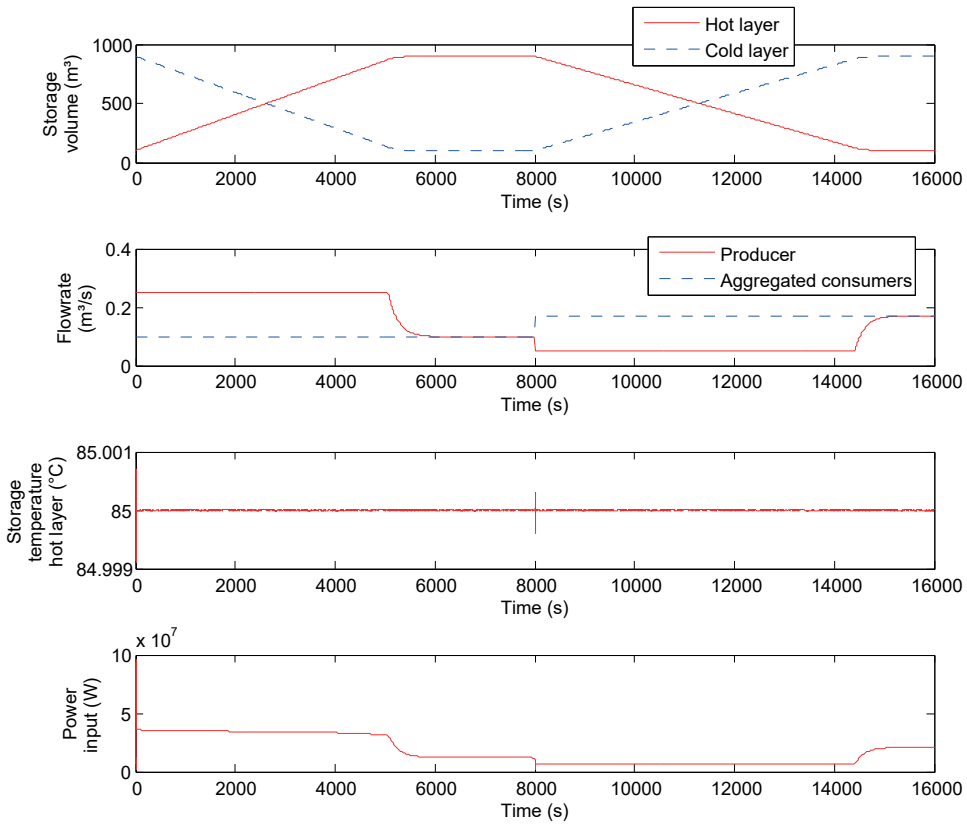 Hot layer
Cold layer
1000
500
0
Storage
volume (m³)
0 2000 4000 6000 8000 10000 12000 14000 16000
Time (s)
Producer
Aggregated consumers
0.4
0.2
0
Flowrate
(m³/s)
0 2000 4000 6000 8000 10000 12000 14000 16000
Time (s)
85.001
85
84.999
Storage
temperature
hot layer (°C)
0 2000 4000 6000 8000 10000 12000 14000 16000
Time (s)
x 10⁷
10
5
0
Power
input (W)
0 2000 4000 6000 8000 10000 12000 14000 16000
Time (s)